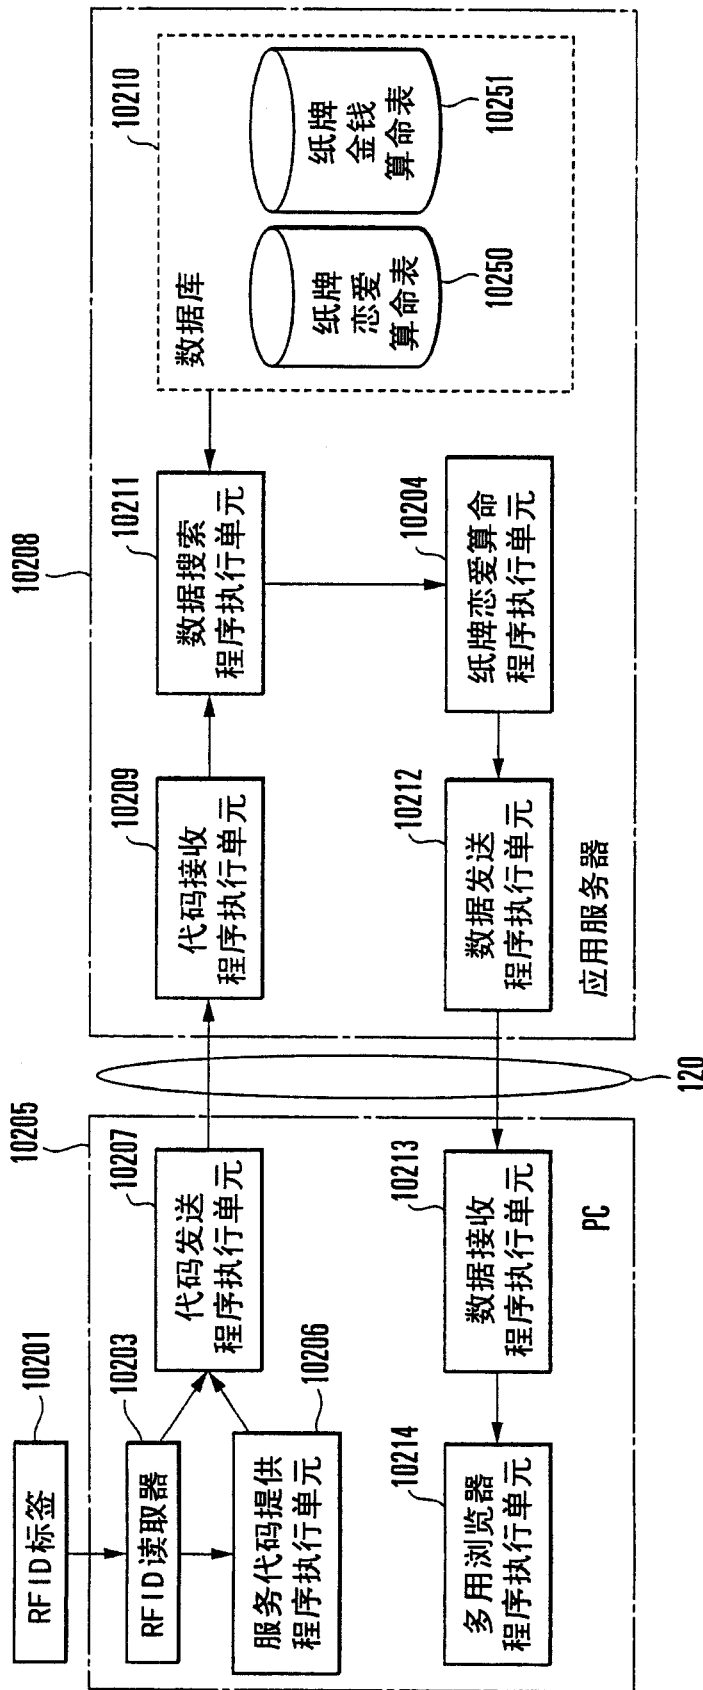 RFID标签
10201
10205
RFID读取器
10203
服务代码提供
程序执行单元
10206
代码发送
程序执行单元
10207
多用浏览器
程序执行单元
10214
数据接收
程序执行单元
10213
PC
120
10208
代码接收
程序执行单元
10209
数据搜索
程序执行单元
10211
数据库
10210
纸牌
恋爱
算命表
10250
纸牌
金钱
算命表
10251
纸牌恋爱算命
程序执行单元
10204
数据发送
程序执行单元
10212
应用服务器